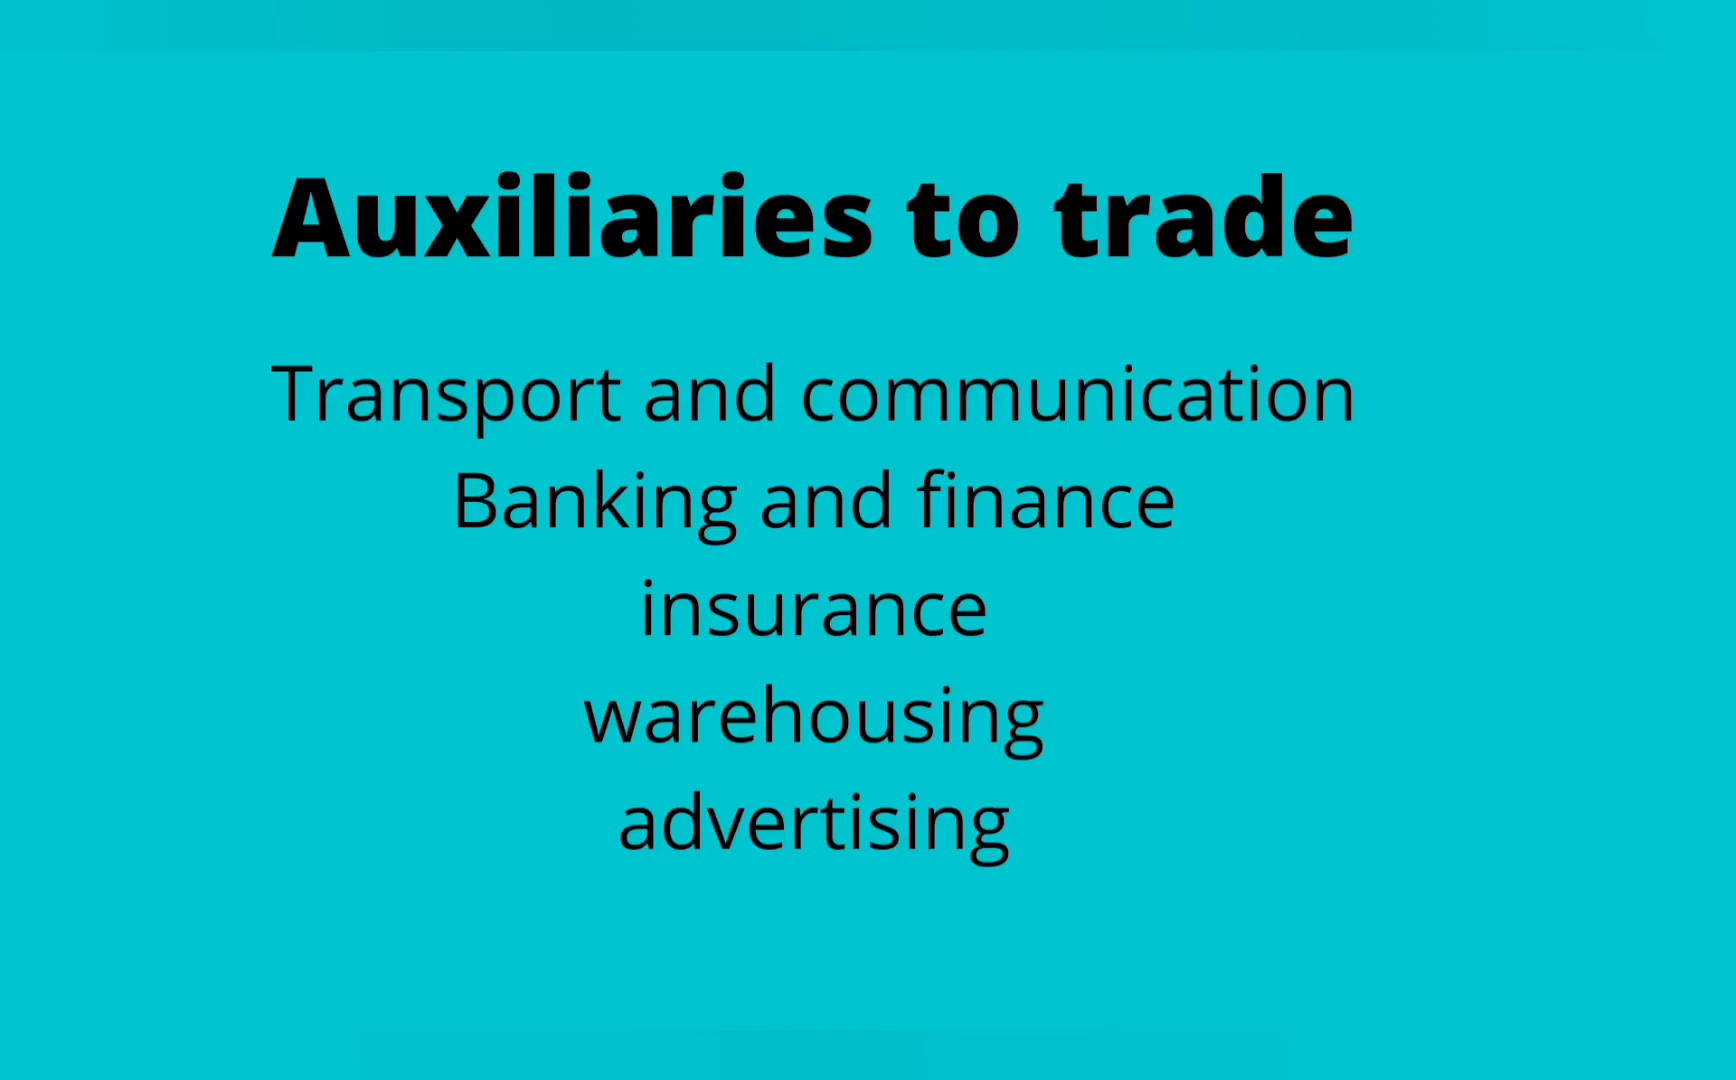 Auxiliaries to trade
Transport and communication
Banking and finance
insurance
warehousing
advertising